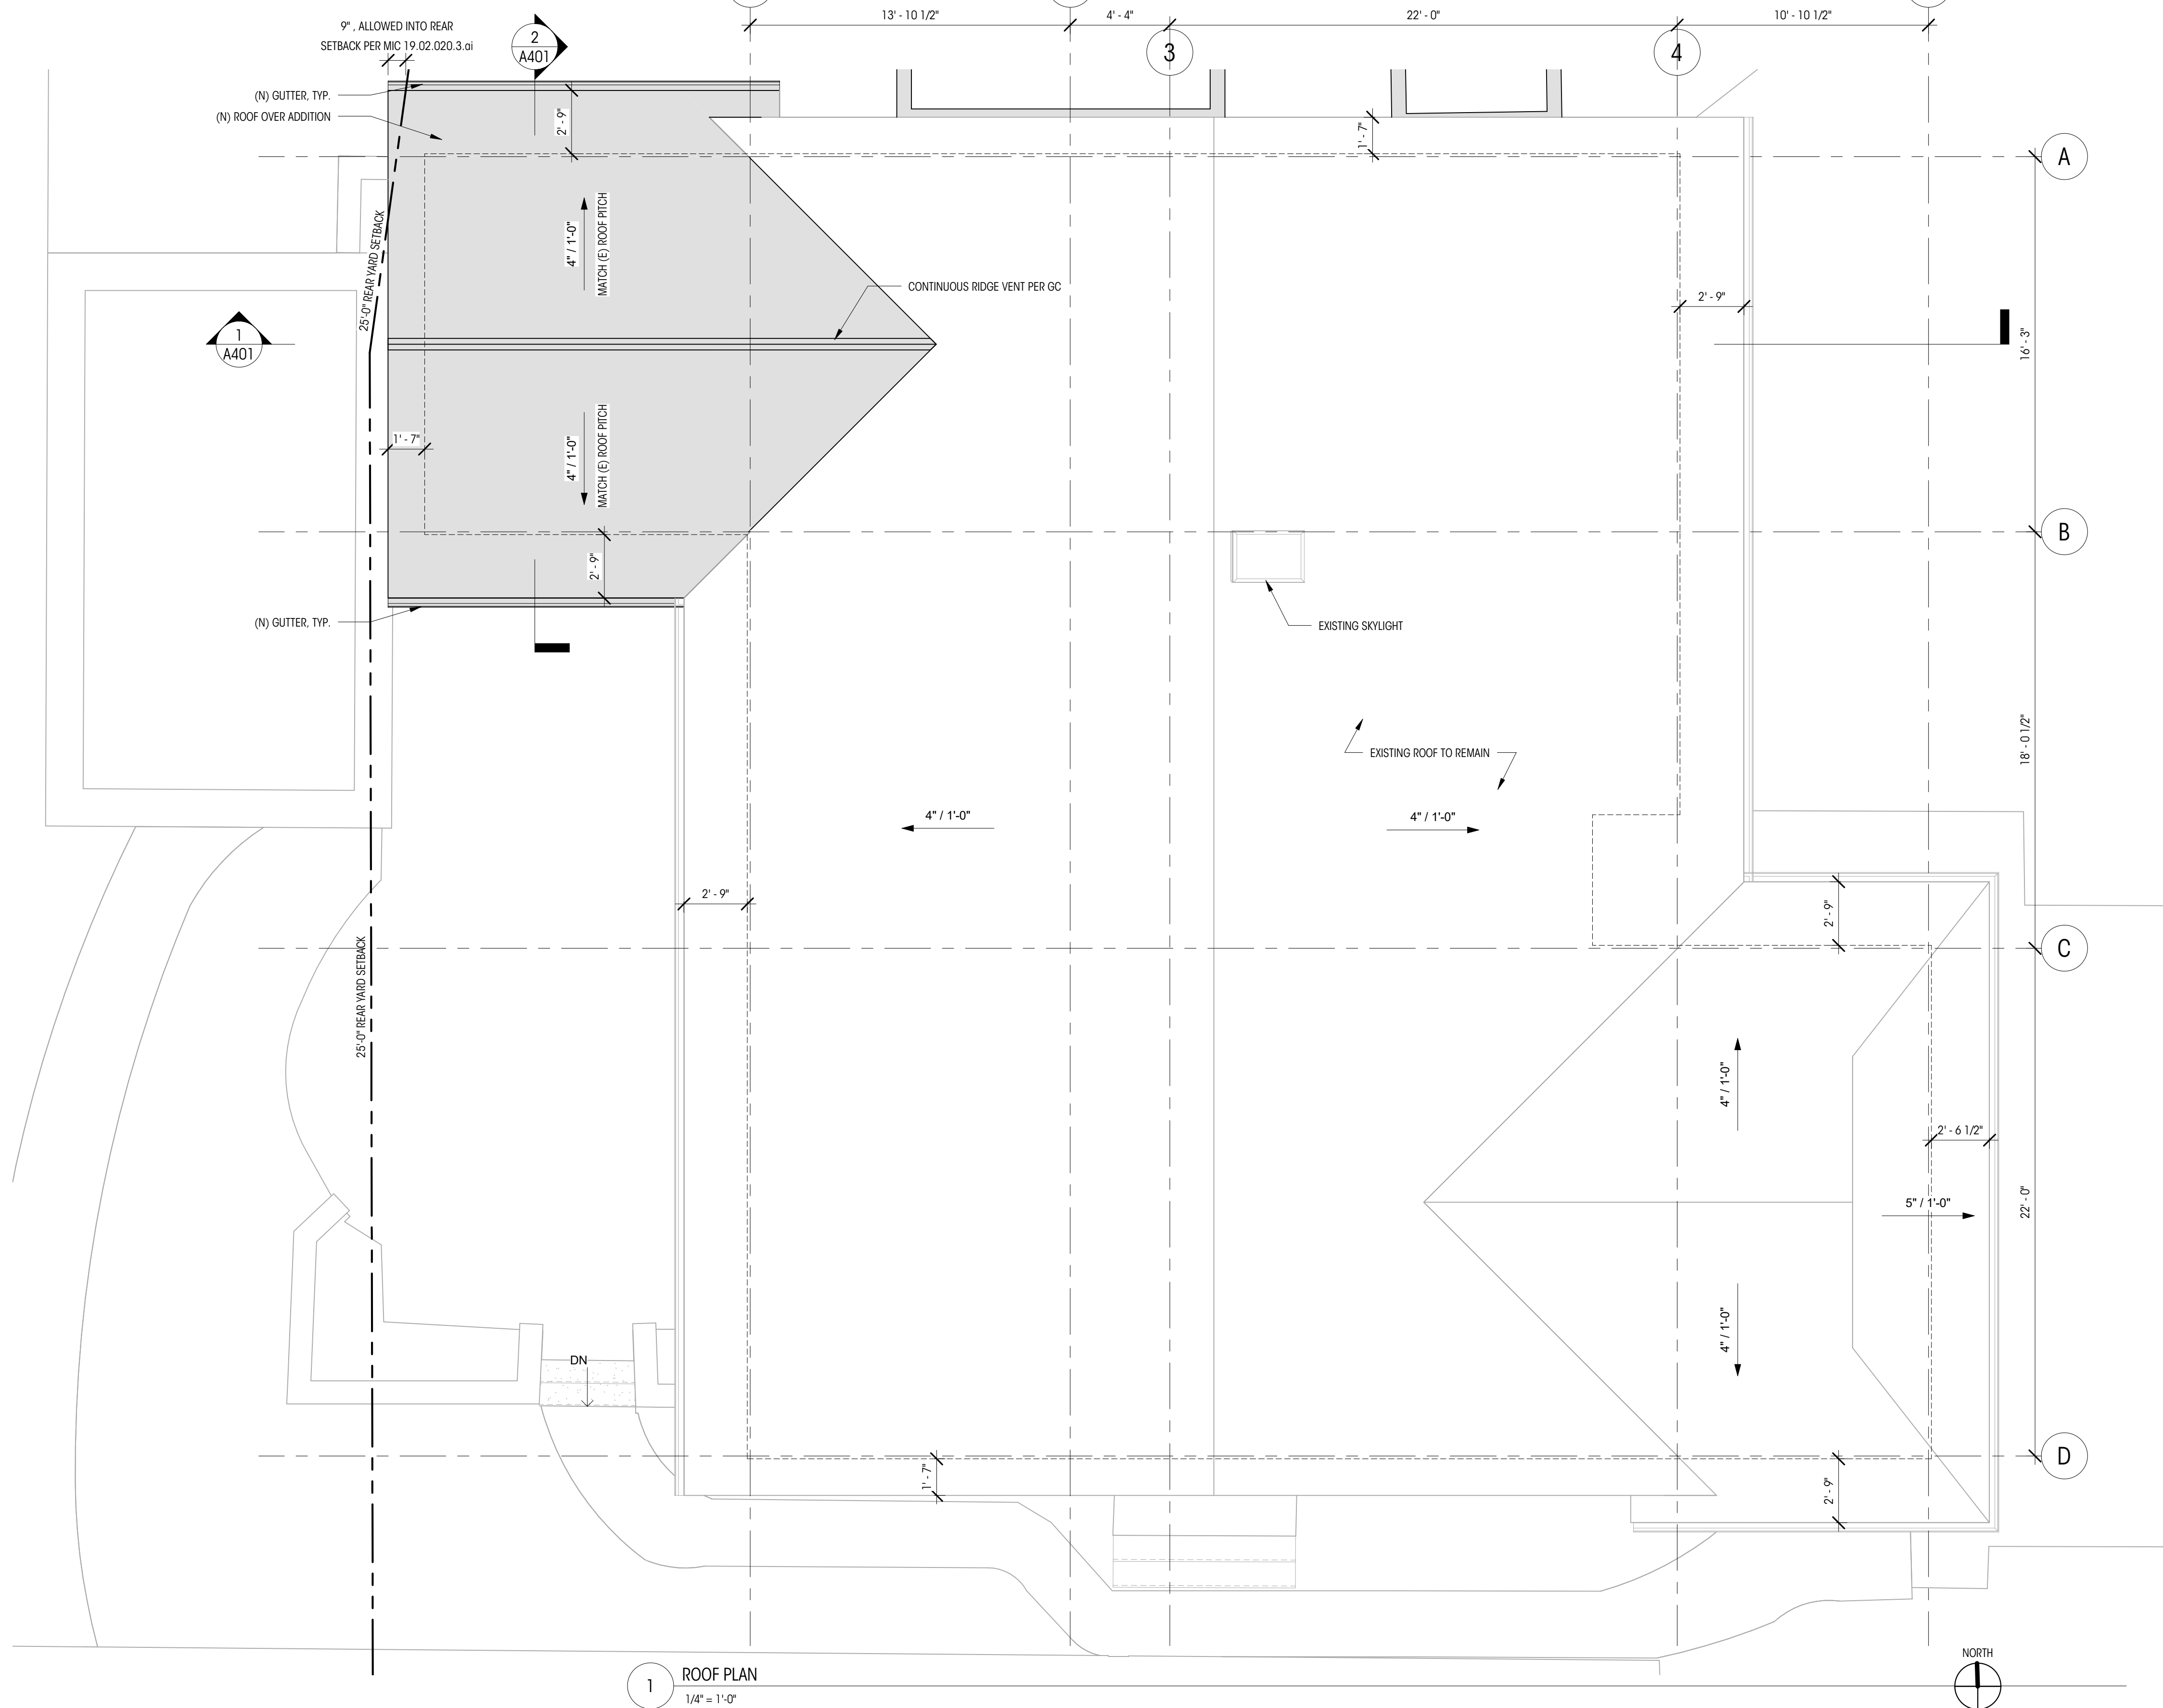 13' - 10 1/2"
4' - 4"
22' - 0"
10' - 10 1/2"
9" , ALLOWED INTO REAR
SETBACK PER MIC 19.02.020.3.ai
2
A401
3
4
(N) GUTTER, TYP.
(N) ROOF OVER ADDITION
2' - 9"
1' - 7"
A
25'-0" REAR YARD SETBACK
4" / 1'-0"
MATCH (E) ROOF PITCH
CONTINUOUS RIDGE VENT PER GC
2' - 9"
1
A401
16' - 3"
1' - 7"
4" / 1'-0"
MATCH (E) ROOF PITCH
B
2' - 9"
(N) GUTTER, TYP.
EXISTING SKYLIGHT
EXISTING ROOF TO REMAIN
18' - 0 1/2"
4" / 1'-0"
4" / 1'-0"
2' - 9"
2' - 9"
C
25'-0" REAR YARD SETBACK
4" / 1'-0"
2' - 6 1/2"
5" / 1'-0"
22' - 0"
4" / 1'-0"
DN
D
1' - 7"
2' - 9"
1
ROOF PLAN
1/4" = 1'-0"
NORTH